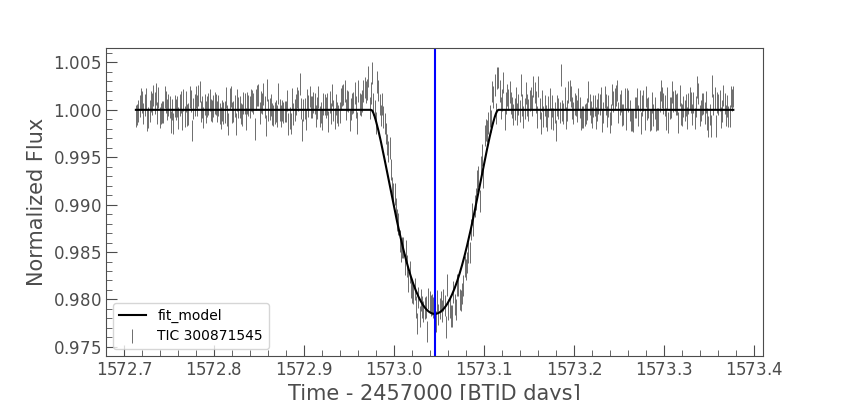 Normalized Flux
1.005
1.000
0.995
0.990
0.985
0.980
0.975
fit_model
TIC 300871545
1572.7 1572.8 1572.9 1573.0 1573.1 1573.2 1573.3 1573.4
Time - 2457000 [BTJD days]